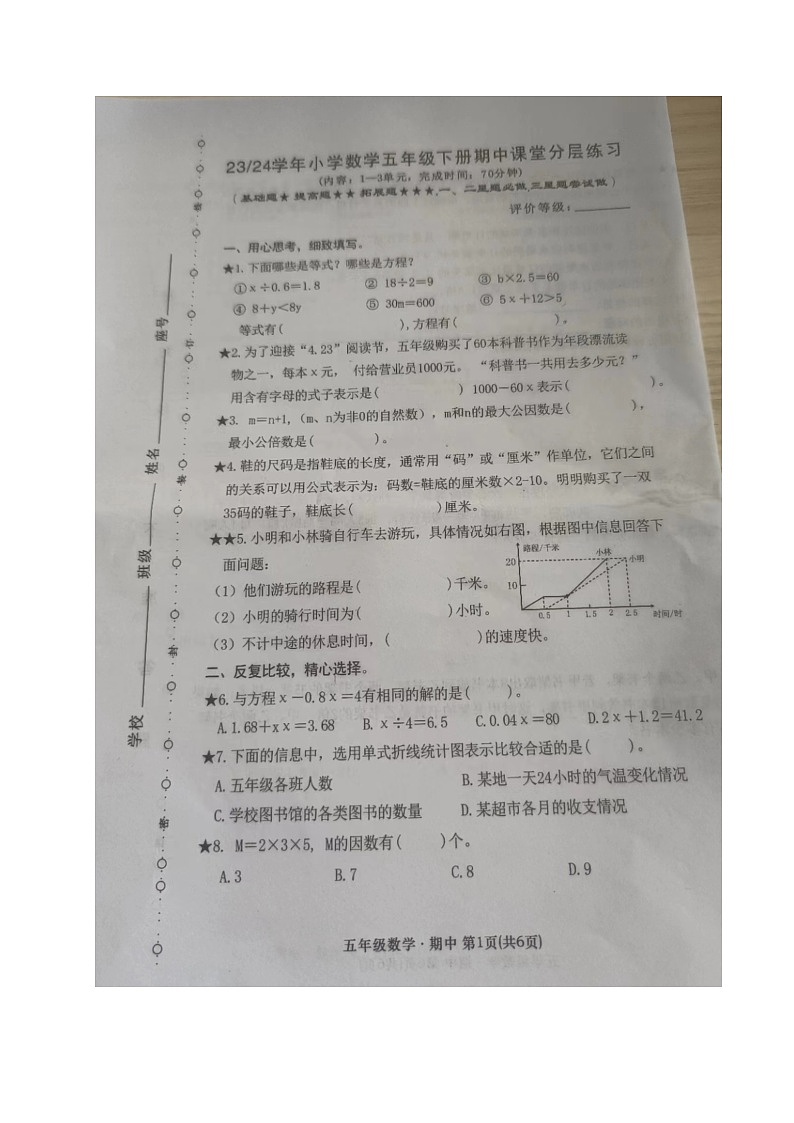 23/24学年小学数学五年级下册期中课堂分层练习
(内容：1—3单元，完成时间：70分钟)
(基础题★ 提高题★★ 拓展题★★★，一、二星题必做,三星题尝试做)
评价等级：
一、用心思考，细致填写。
★1.下面哪些是等式？哪些是方程？
①x÷0.6=1.8 ② 18÷2=9 ③ b×2.5=60
④ 8+y<8y ⑤ 30m=600 ⑥ 5x+12>5
等式有( ),方程有( )。
★2.为了迎接“4.23”阅读节，五年级购买了60本科普书作为年段漂流读
物之一，每本x元， 付给营业员1000元。 “科普书一共用去多少元？”
用含有字母的式子表示是( ) 1000-60x表示( )。
★3. m=n+1,(m、n为非0的自然数)，m和n的最大公因数是( ),
最小公倍数是( )。
★4.鞋的尺码是指鞋底的长度，通常用“码”或“厘米”作单位，它们之间
的关系可以用公式表示为：码数=鞋底的厘米数×2-10。明明购买了一双
35码的鞋子，鞋底长( )厘米。
★★5.小明和小林骑自行车去游玩，具体情况如右图，根据图中信息回答下
面问题:
(1)他们游玩的路程是( )千米。
(2)小明的骑行时间为( )小时。
(3)不计中途的休息时间，( )的速度快。
路程/千米
小林
小明
20
10
0.5 1 1.5 2 2.5 时间/时
二、反复比较，精心选择。
★6.与方程x-0.8x=4有相同的解的是( )。
A.1.68+xx=3.68 B.x÷4=6.5 C.0.04x=80 D.2x+1.2=41.2
★7.下面的信息中，选用单式折线统计图表示比较合适的是( )。
A.五年级各班人数 B.某地一天24小时的气温变化情况
C.学校图书馆的各类图书的数量 D.某超市各月的收支情况
★8. M=2×3×5, M的因数有( )个。
A.3 B.7 C.8 D.9
五年级数学·期中 第1页(共6页)
学校 班级 姓名 座号